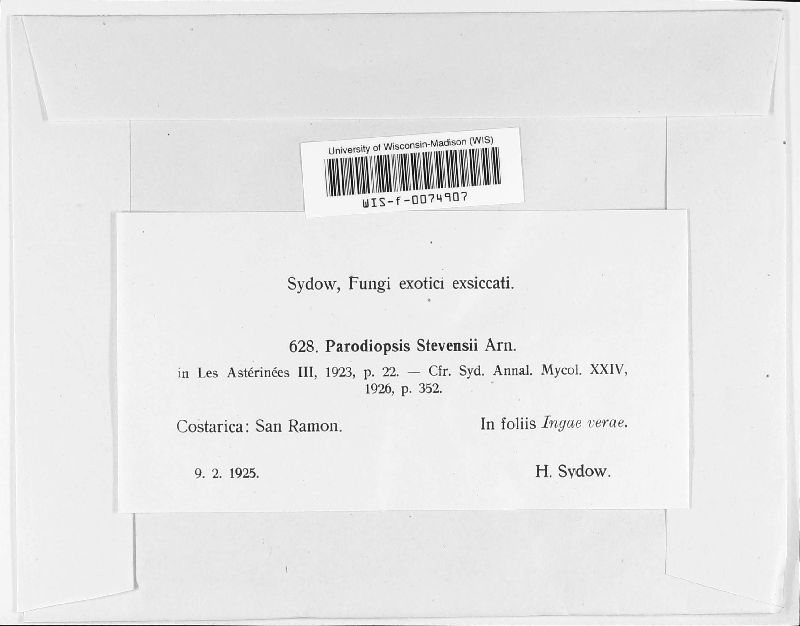 University of Wisconsin-Madison (WIS)
WIS-f-0074907
Sydow, Fungi exotici exsiccati.
628. Parodiopsis Stevensii Arn.
in Les Astérinées III, 1923, p. 22. — Cfr. Syd. Annal. Mycol. XXIV,
1926, p. 352.
Costarica: San Ramon.
In foliis Ingae verae.
9. 2. 1925.
H. Sydow.